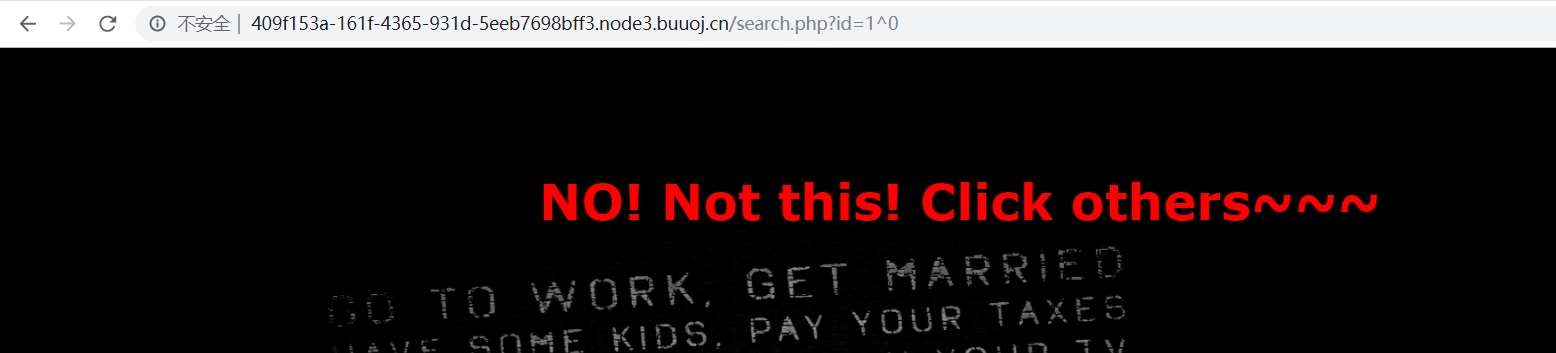 不安全 | 409f153a-161f-4365-931d-5eeb7698bff3.node3.buuoj.cn/search.php?id=1^0
NO! Not this! Click others~~~
GO TO WORK, GET MARRIED
HAVE SOME KIDS, PAY YOUR TAXES
YOUR TV